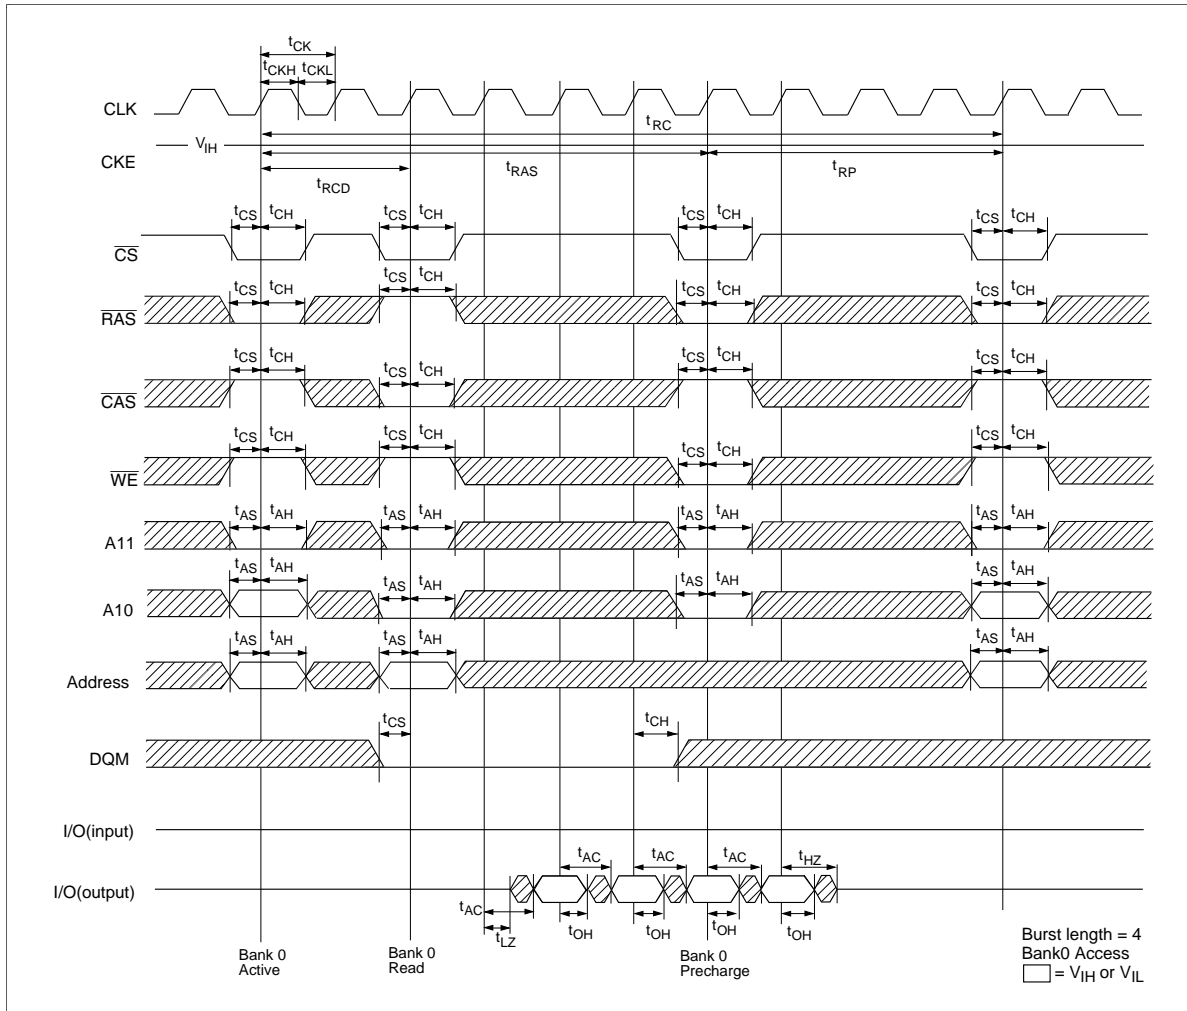 tCK
tCKH tCKL
CLK
tRC
VIH
CKE
tRAS
tRP
tRCD
tCS tCH tCS tCH tCS tCH tCS tCH
CS
tCS tCH tCS tCH tCS tCH tCS tCH
RAS
tCS tCH tCS tCH tCS tCH tCS tCH
CAS
tCS tCH tCS tCH tCS tCH tCS tCH
WE
tAS tAH tAS tAH tAS tAH tAS tAH
A11
tAS tAH tAS tAH tAS tAH tAS tAH
A10
tAS tAH tAS tAH tAS tAH
Address
tCS tCH
DQM
I/O(input)
tAC tAC tAC tHZ
I/O(output)
tAC
tLZ
tOH tOH tOH tOH
Bank 0
Active
Bank 0
Read
Bank 0
Precharge
Burst length = 4
Bank0 Access
= VIH or VIL